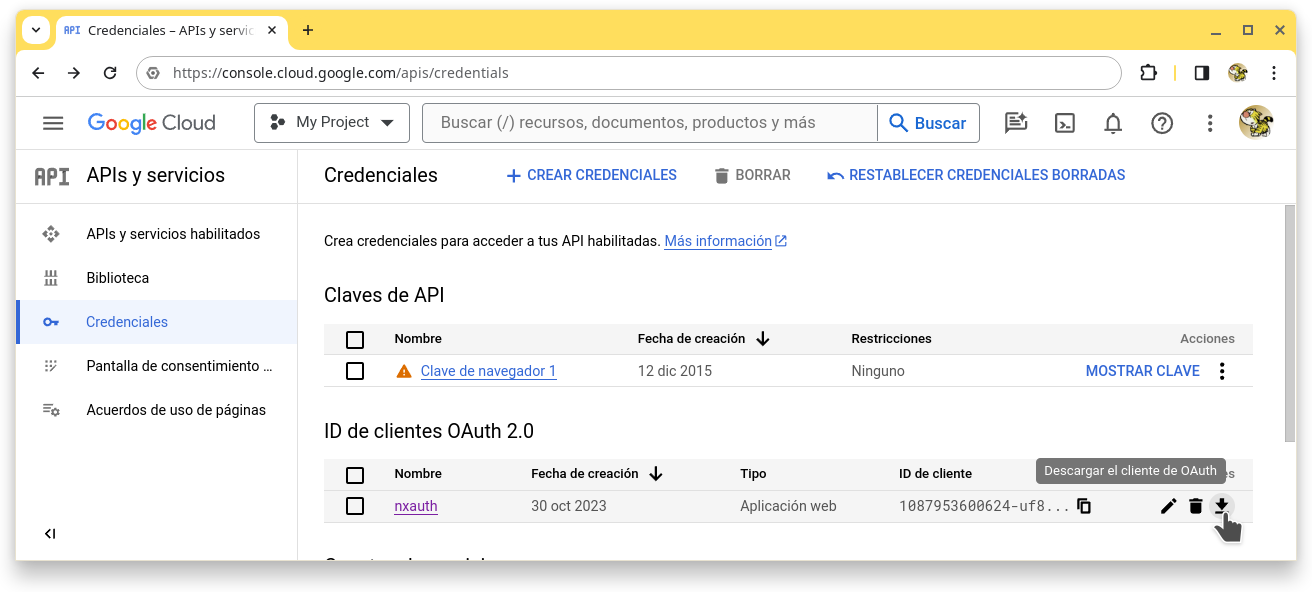 API Credenciales – APIs y servic
https://console.cloud.google.com/apis/credentials
Google Cloud
My Project
Buscar (/) recursos, documentos, productos y más
Buscar
API APIs y servicios
Credenciales
CREAR CREDENCIALES
BORRAR
RESTABLECER CREDENCIALES BORRADAS
APIs y servicios habilitados
Biblioteca
Credenciales
Pantalla de consentimiento ...
Acuerdos de uso de páginas
Crea credenciales para acceder a tus API habilitadas. Más información
Claves de API
Nombre Fecha de creación Restricciones Acciones
Clave de navegador 1 12 dic 2015 Ninguno MOSTRAR CLAVE
ID de clientes OAuth 2.0
Descargar el cliente de OAuth
Nombre Fecha de creación Tipo ID de cliente
nxauth 30 oct 2023 Aplicación web 1087953600624-uf8...